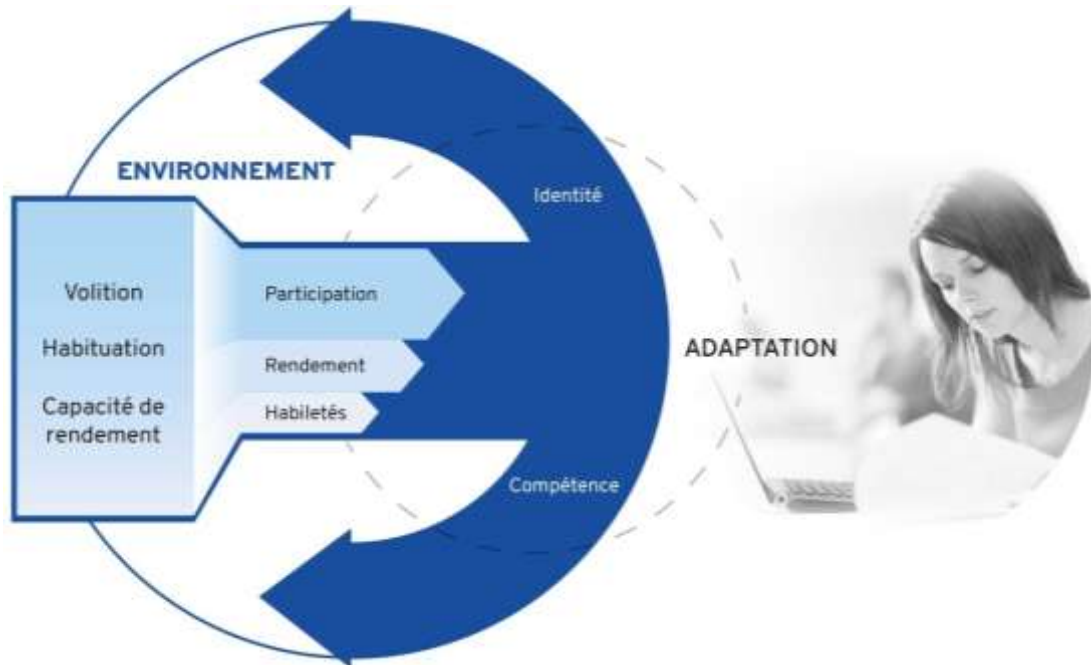 ENVIRONNEMENT
Identité
Volition
Participation
Habituation
Rendement
ADAPTATION
Capacité de
rendement
Habiletés
Compétence